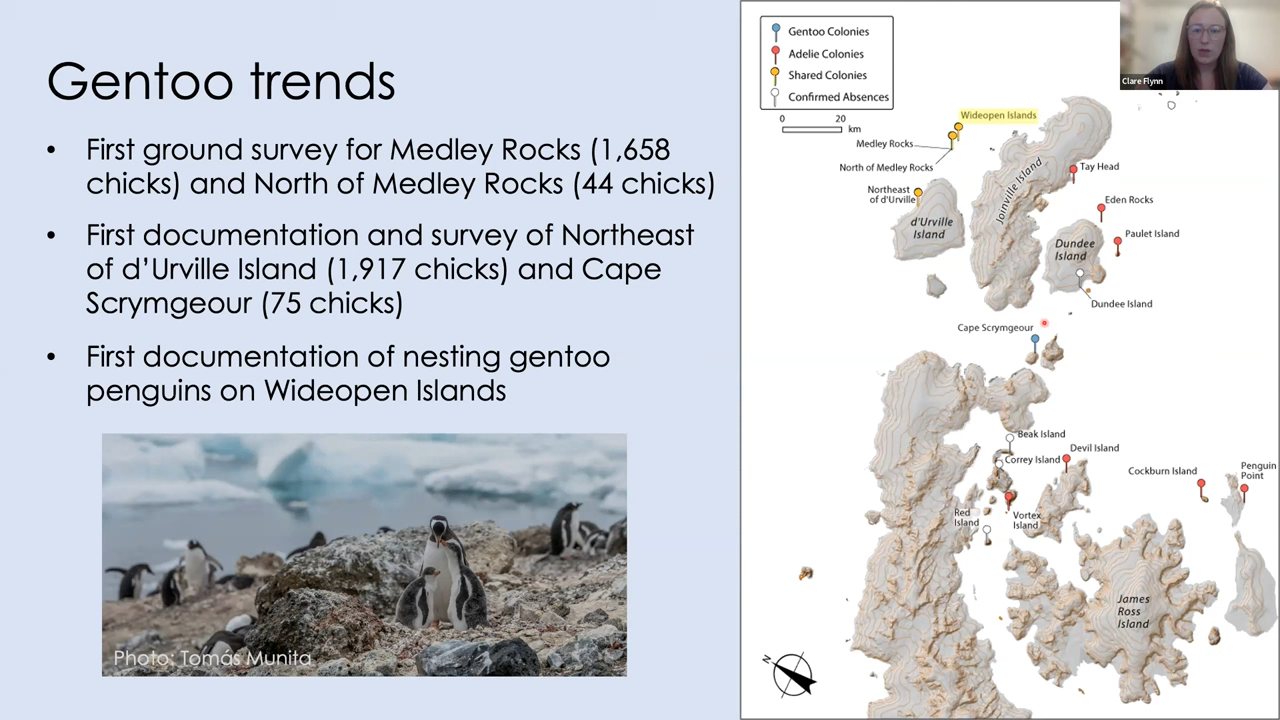 Gentoo trends
• First ground survey for Medley Rocks (1,658
chicks) and North of Medley Rocks (44 chicks)
• First documentation and survey of Northeast
of d’Urville Island (1,917 chicks) and Cape
Scrymgeour (75 chicks)
• First documentation of nesting gentoo
penguins on Wideopen Islands
Photo: Tomás Munita
Gentoo Colonies
Adelie Colonies
Shared Colonies
Confirmed Absences
0 20
km
Clare Flynn
Wideopen Islands
Medley Rocks
North of Medley Rocks
Northeast
of d'Urville
d'Urville
Island
Joinville Island
Tay Head
Eden Rocks
Paulet Island
Dundee
Island
Dundee Island
Cape Scrymgeour
Beak Island
Correy Island
Devil Island
Cockburn Island
Penguin
Point
Red
Island
Vortex
Island
James
Ross
Island
N